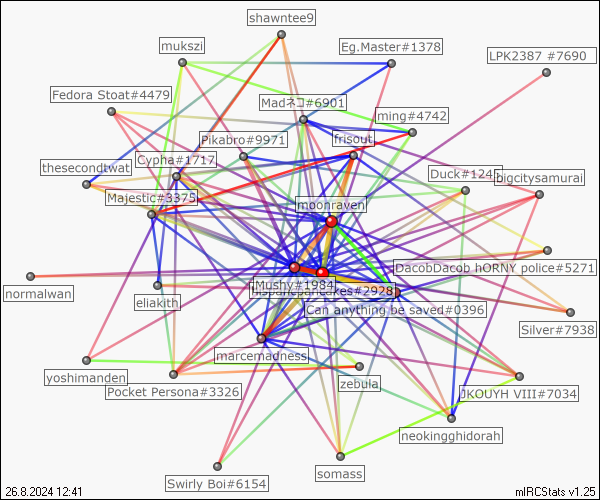 shawntee9
mukszi
Eg.Master#1378
LPK2387 #7690
Fedora Stoat#4479
Madネコ#6901
ming#4742
Pikabro#9971
frisout
thesecondtwat
Cypha#1717
Duck#124
bigcitysamurai
Majestic#3375
moonraven
DacobDacob hORNY police#5271
normalwan
Mushy#1984
#2928
eliakith
Can anything be saved#0396
Silver#7938
marcemadness
yoshimanden
Pocket Persona#3326
zebula
JKOUYH VIII#7034
neokingghidorah
somass
Swirly Boi#6154
26.8.2024 12:41
mIRCStats v1.25